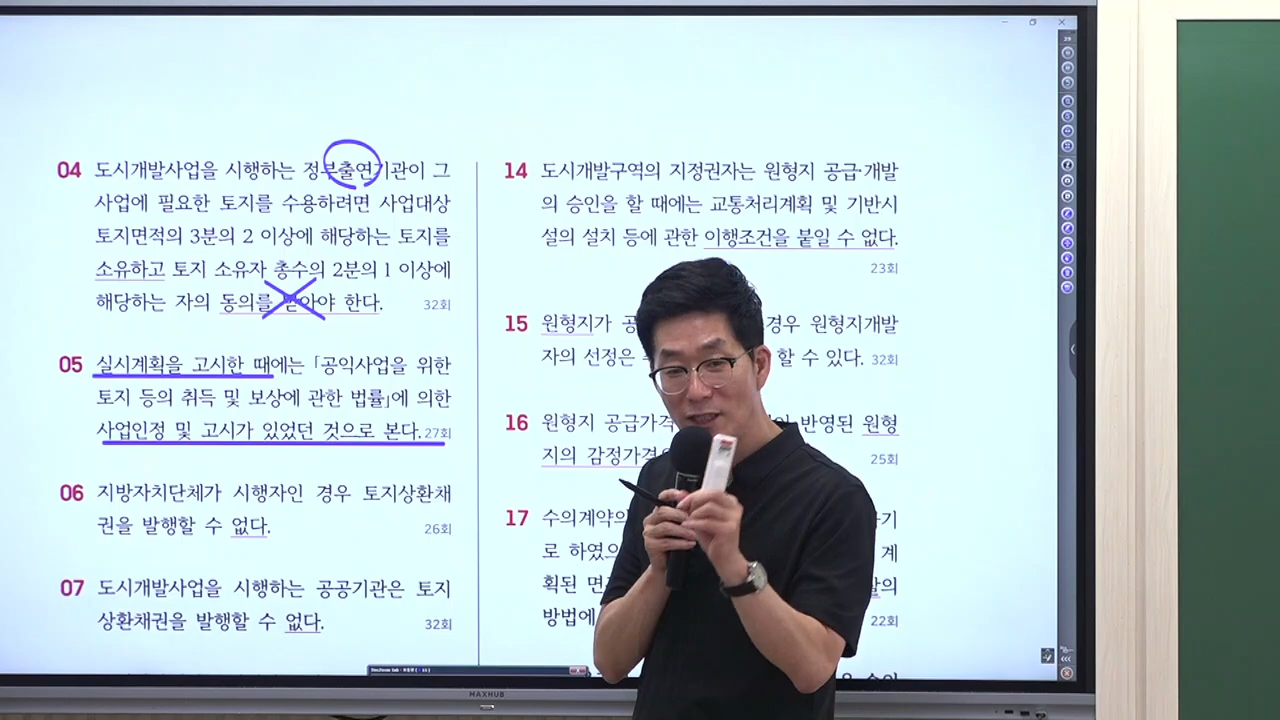 04 도시개발사업을 시행하는 정부출연기관이 그
사업에 필요한 토지를 수용하려면 사업대상
토지면적의 3분의 2 이상에 해당하는 토지를
소유하고 토지 소유자 총수의 2분의 1 이상에
해당하는 자의 동의를 받아야 한다. 32회
05 실시계획을 고시한 때에는 「공익사업을 위한
토지 등의 취득 및 보상에 관한 법률」에 의한
사업인정 및 고시가 있었던 것으로 본다. 27회
06 지방자치단체가 시행자인 경우 토지상환채
권을 발행할 수 없다. 26회
07 도시개발사업을 시행하는 공공기관은 토지
상환채권을 발행할 수 없다. 32회
14 도시개발구역의 지정권자는 원형지 공급·개발
의 승인을 할 때에는 교통처리계획 및 기반시
설의 설치 등에 관한 이행조건을 붙일 수 없다.
23회
15 원형지가 경우 원형지개발
자의 선정은 할 수 있다. 32회
16 원형지 공급가격 반영된 원형
지의 감정가격 25회
17 수의계약의
로 하였 계
획된 의
방법에 22회
MAXHUB